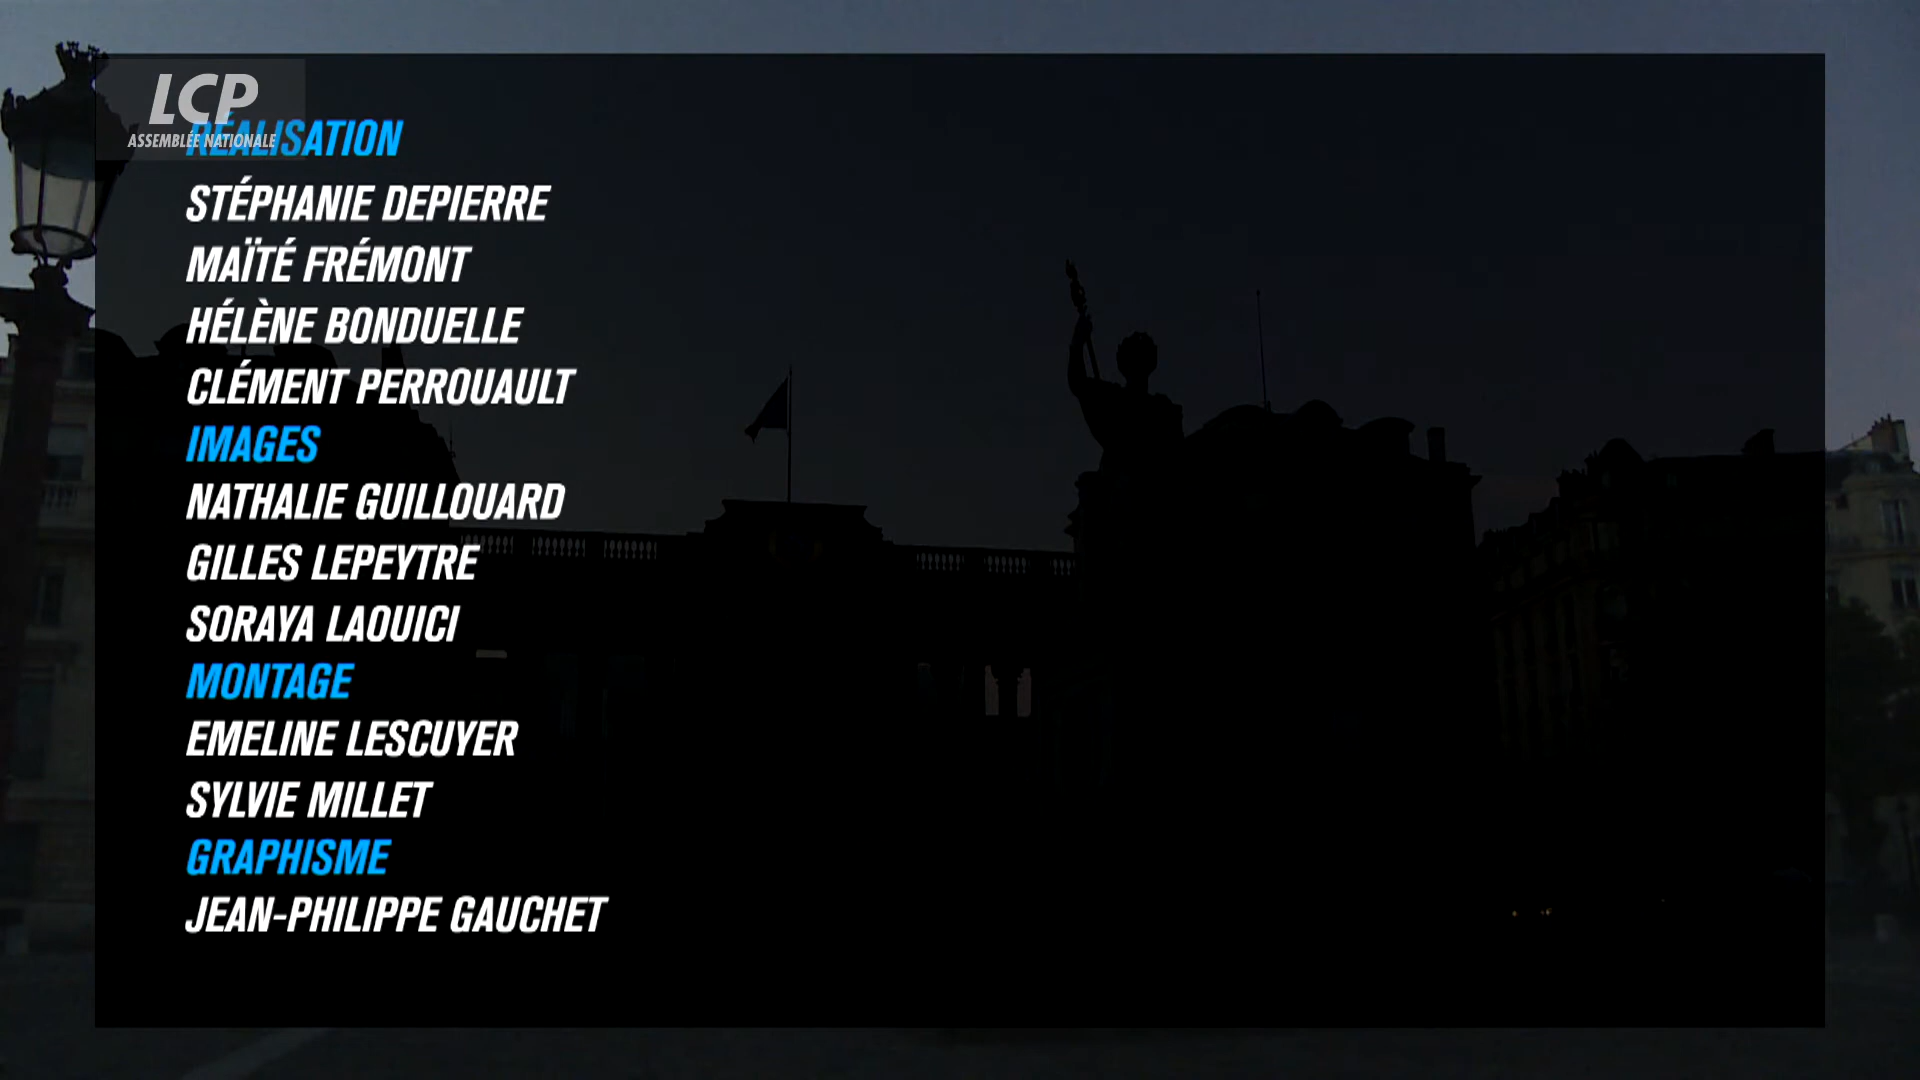 LCP
ASSEMBLÉE NATIONALE
RÉALISATION
STÉPHANIE DEPIERRE
MAÏTÉ FRÉMONT
HÉLÈNE BONDUELLE
CLÉMENT PERROUAULT
IMAGES
NATHALIE GUILLOUARD
GILLES LEPEYTRE
SORAYA LAOUICI
MONTAGE
EMELINE LESCUYER
SYLVIE MILLET
GRAPHISME
JEAN-PHILIPPE GAUCHET